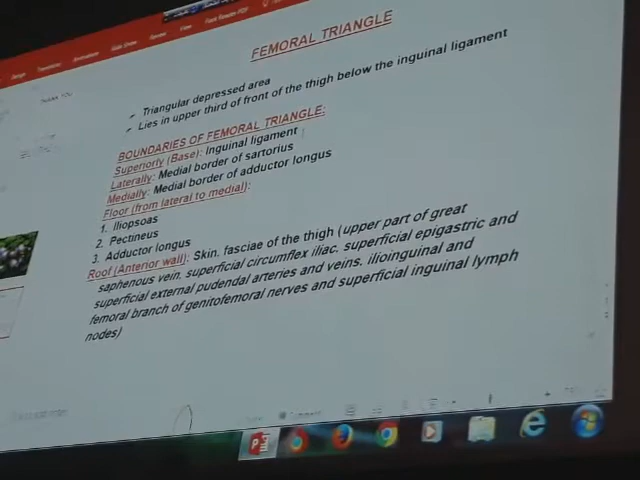 FEMORAL TRIANGLE
Triangular depressed area
Lies in upper third of front of the thigh below the inguinal ligament
BOUNDARIES OF FEMORAL TRIANGLE:
Superiorly (Base): Inguinal ligament
Laterally: Medial border of sartorius
Medially: Medial border of adductor longus
Floor (from lateral to medial):
1. Iliopsoas
2. Pectineus
3. Adductor longus
Roof (Anterior wall): Skin. fasciae of the thigh (upper part of great
saphenous vein. superficial circumflex iliac. superficial epigastric and
superficial external pudendal arteries and veins. ilioinguinal and
femoral branch of genitofemoral nerves and superficial inguinal lymph
nodes)